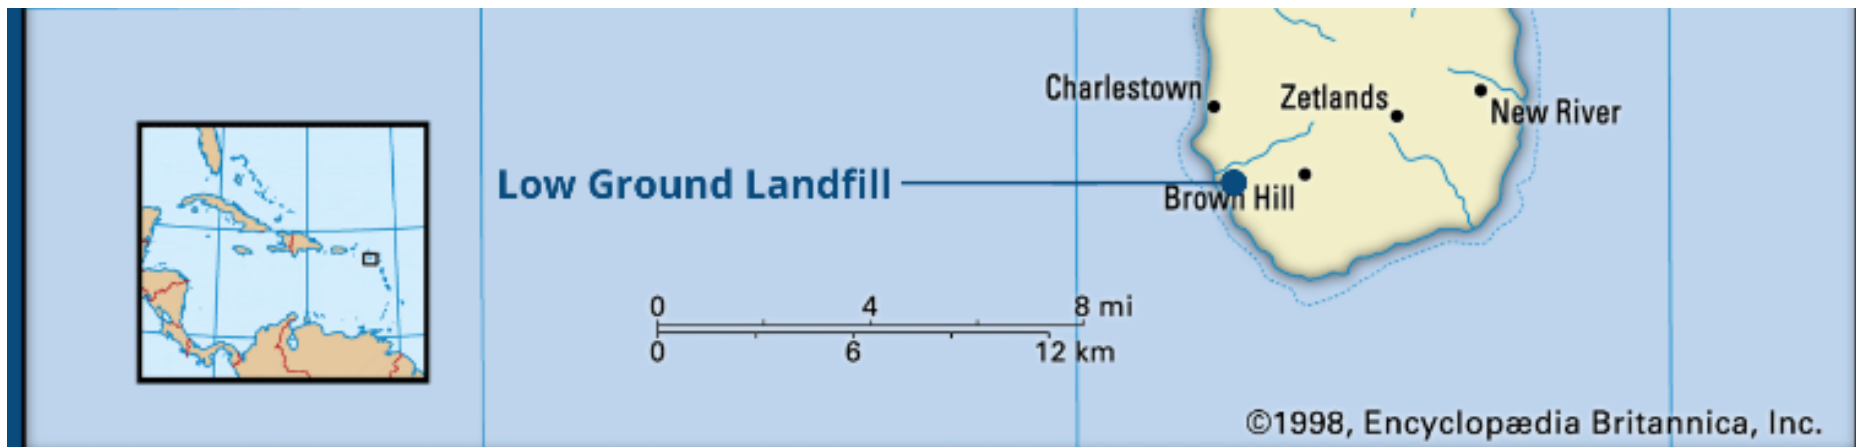 Charlestown
Zetlands
New River
Low Ground Landfill
Brown Hill
0 4 8 mi
0 6 12 km
©1998, Encyclopædia Britannica, Inc.